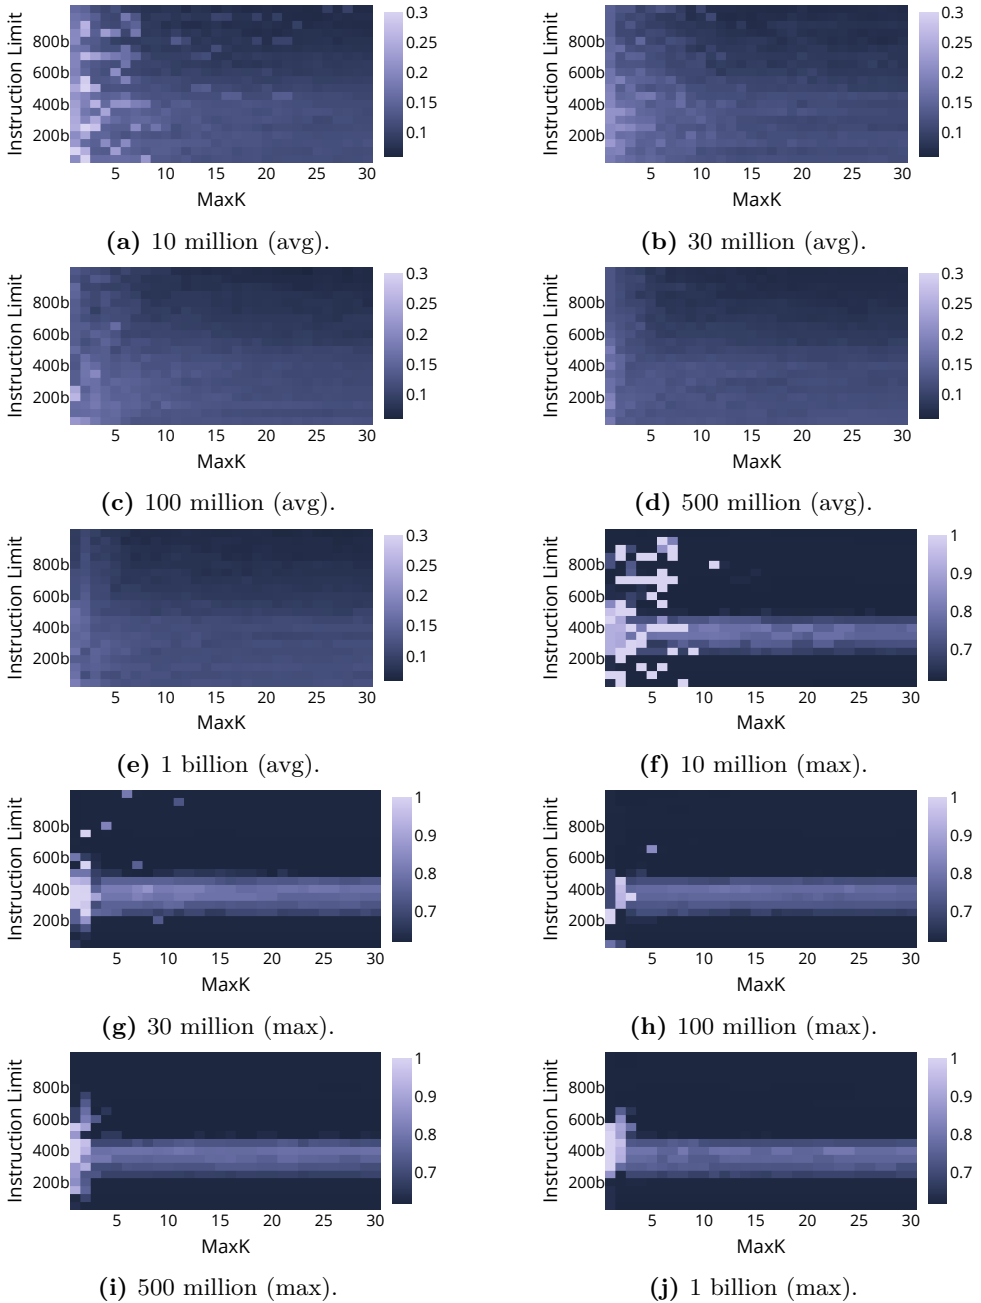 Instruction Limit
800b
600b
400b
200b
5 10 15 20 25 30
MaxK
0.3
0.25
0.2
0.15
0.1
(a) 10 million (avg).
Instruction Limit
800b
600b
400b
200b
5 10 15 20 25 30
MaxK
0.3
0.25
0.2
0.15
0.1
(b) 30 million (avg).
Instruction Limit
800b
600b
400b
200b
5 10 15 20 25 30
MaxK
0.3
0.25
0.2
0.15
0.1
(c) 100 million (avg).
Instruction Limit
800b
600b
400b
200b
5 10 15 20 25 30
MaxK
0.3
0.25
0.2
0.15
0.1
(d) 500 million (avg).
Instruction Limit
800b
600b
400b
200b
5 10 15 20 25 30
MaxK
0.3
0.25
0.2
0.15
0.1
(e) 1 billion (avg).
Instruction Limit
800b
600b
400b
200b
5 10 15 20 25 30
MaxK
1
0.9
0.8
0.7
(f) 10 million (max).
Instruction Limit
800b
600b
400b
200b
5 10 15 20 25 30
MaxK
1
0.9
0.8
0.7
(g) 30 million (max).
Instruction Limit
800b
600b
400b
200b
5 10 15 20 25 30
MaxK
1
0.9
0.8
0.7
(h) 100 million (max).
Instruction Limit
800b
600b
400b
200b
5 10 15 20 25 30
MaxK
1
0.9
0.8
0.7
(i) 500 million (max).
Instruction Limit
800b
600b
400b
200b
5 10 15 20 25 30
MaxK
1
0.9
0.8
0.7
(j) 1 billion (max).